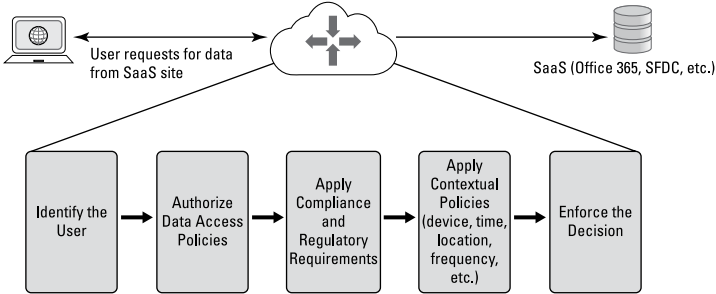 User requests for data
from SaaS site
SaaS (Office 365, SFDC, etc.)
Identify the
User
Authorize
Data Access
Policies
Apply
Compliance
and
Regulatory
Requirements
Apply
Contextual
Policies
(device, time,
location,
frequency,
etc.)
Enforce the
Decision